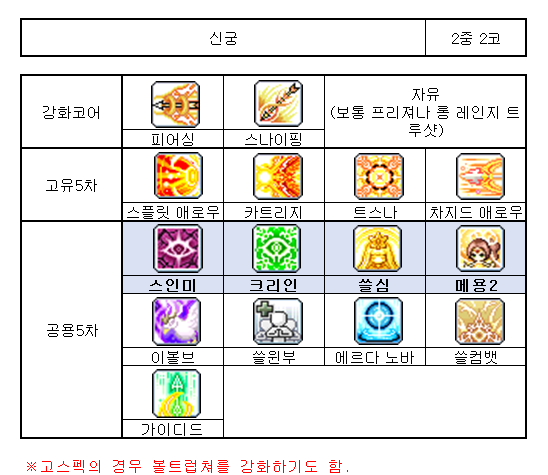 신궁 2중 2코
강화코어
피어싱 스나이핑
자유
(보통 프리져나 롱 레인지 트
루샷)
고유5차
스플릿 애로우 카트리지 트스나 차지드 애로우
공용5차
스인미 크리인 쓸심 메용2
이볼브 쓸윈부 에르다 노바 쓸컴뱃
가이디드
※고스펙의 경우 볼트럽쳐를 강화하기도 함.